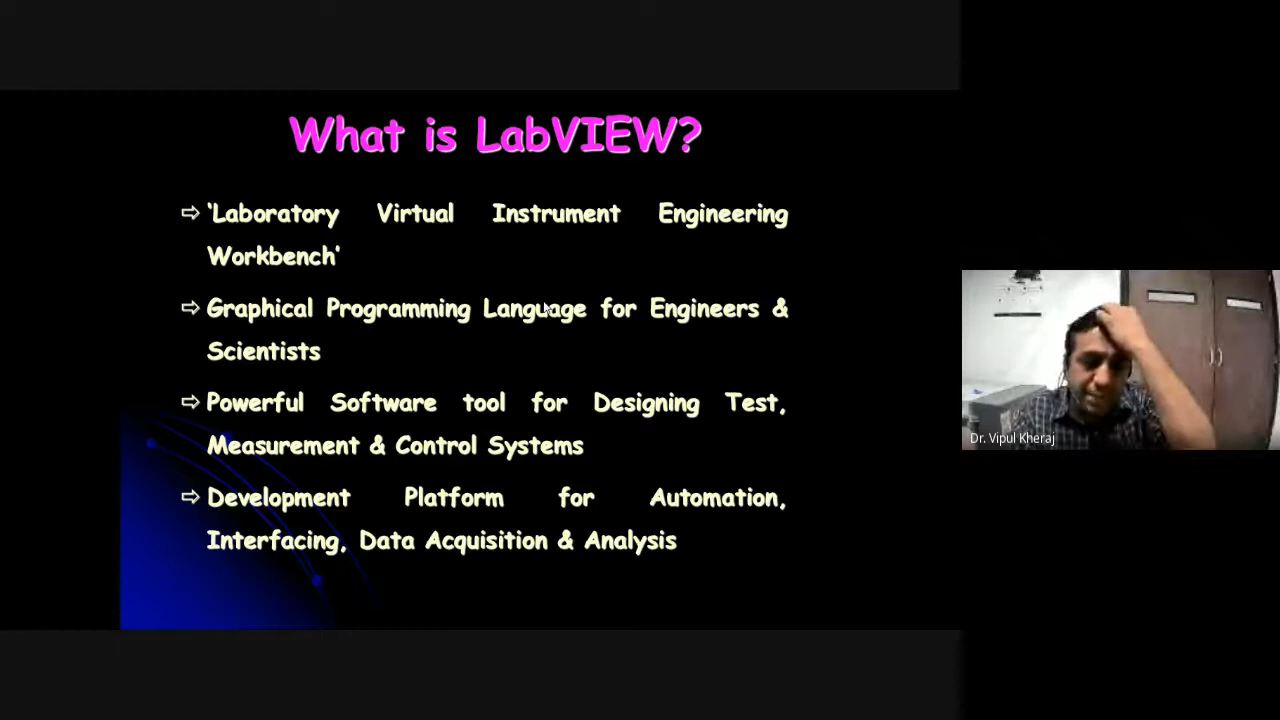 What is LabVIEW?
⇨ ‘Laboratory Virtual Instrument Engineering
Workbench’
⇨ Graphical Programming Language for Engineers &
Scientists
⇨ Powerful Software tool for Designing Test,
Measurement & Control Systems
⇨ Development Platform for Automation,
Interfacing, Data Acquisition & Analysis
Dr. Vipul Kheraj